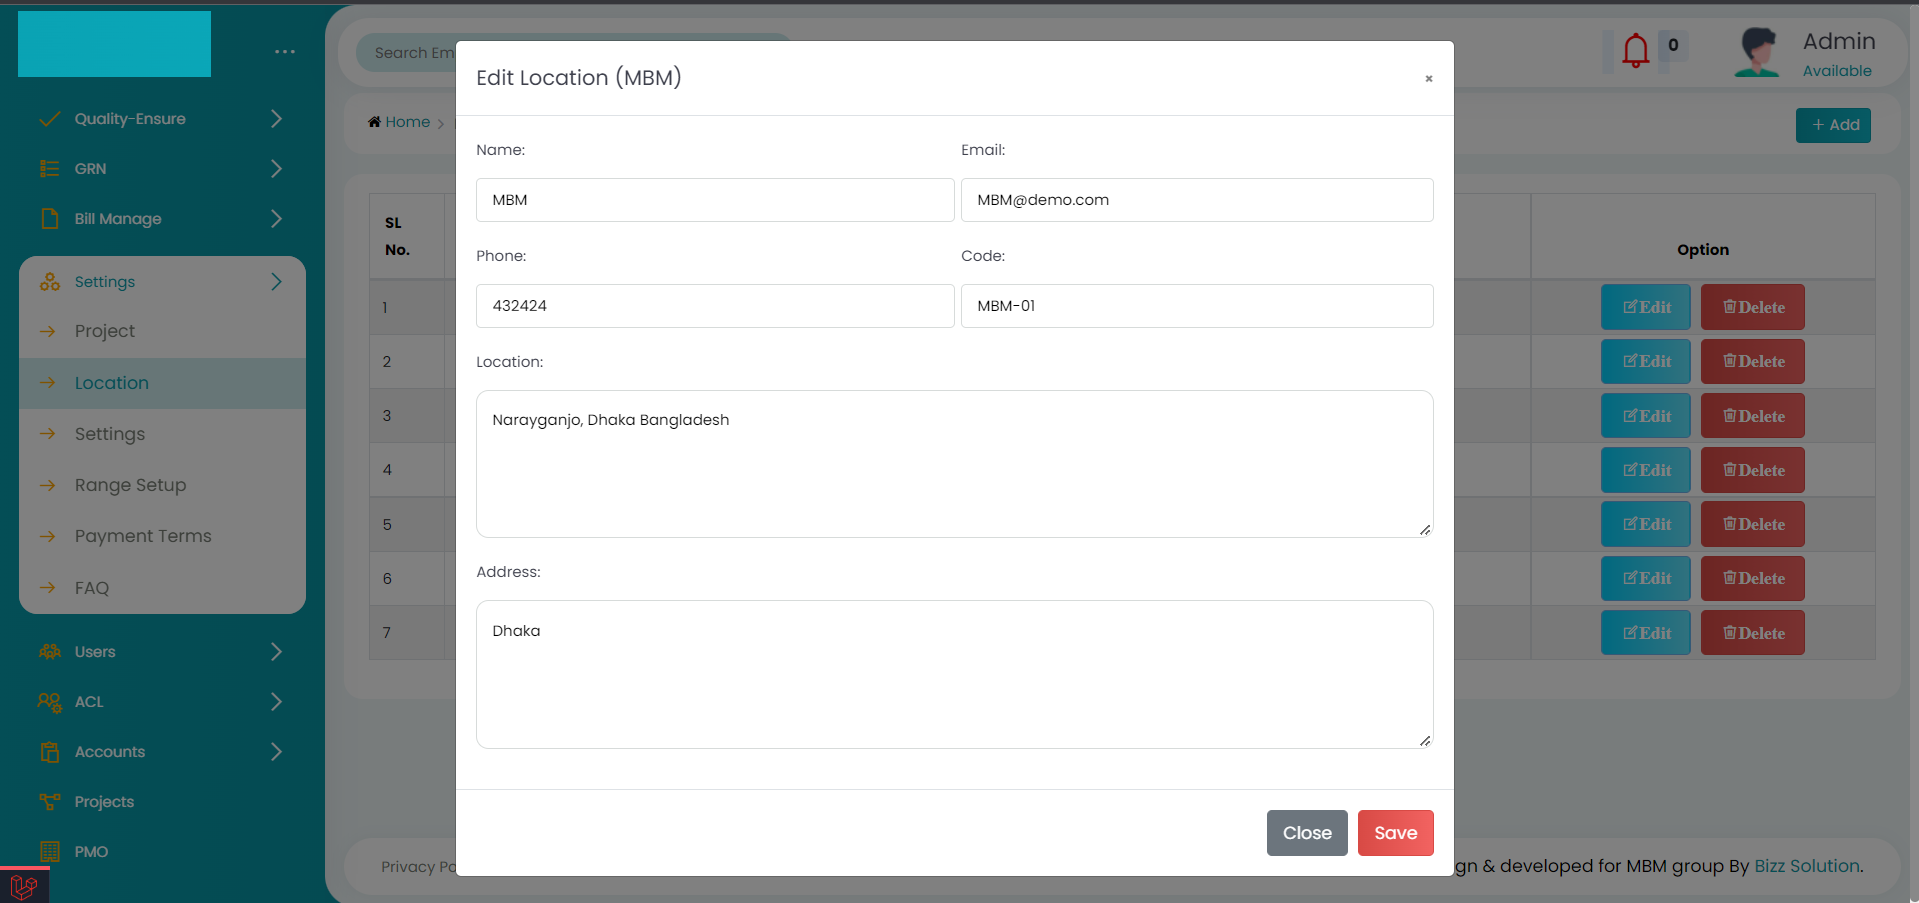 Quality-Ensure
GRN
Bill Manage
Settings
Project
Location
Settings
Range Setup
Payment Terms
FAQ
Users
ACL
Accounts
Projects
PMO
Search Em
0
Admin
Available
Home
+ Add
SL
No.
Option
1 Edit Delete
2 Edit Delete
3 Edit Delete
4 Edit Delete
5 Edit Delete
6 Edit Delete
7 Edit Delete
Edit Location (MBM)
×
Name: Email:
MBM MBM@demo.com
Phone: Code:
432424 MBM-01
Location:
Narayganjo, Dhaka Bangladesh
Address:
Dhaka
Close Save
Privacy Po
gn & developed for MBM group By Bizz Solution.